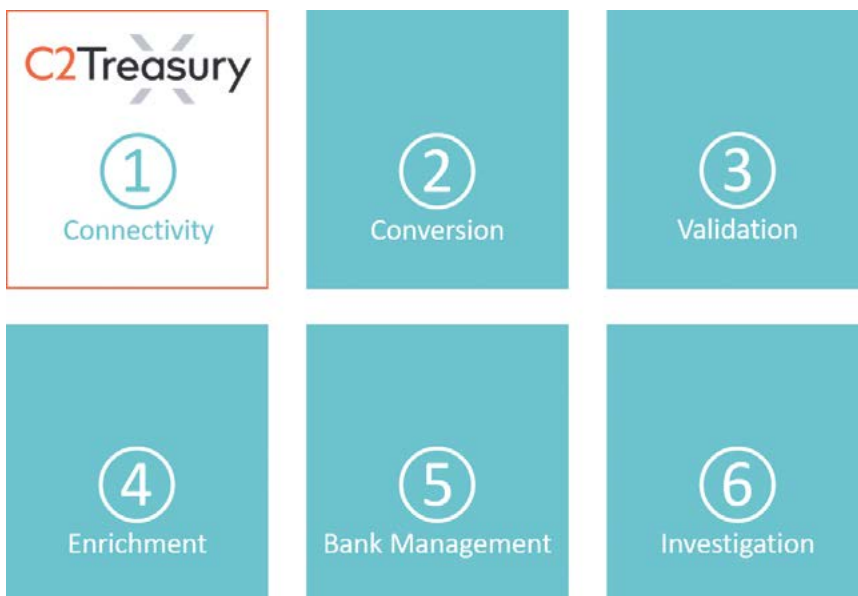 C2Treasury
1
Connectivity
2
Conversion
3
Validation
4
Enrichment
5
Bank Management
6
Investigation